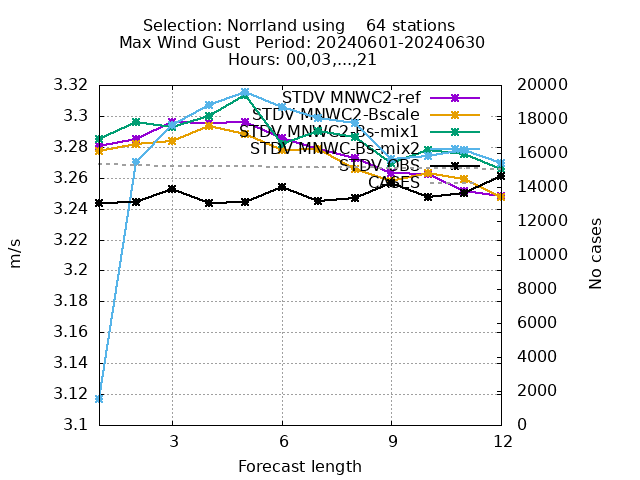 Selection: Norrland using    64 stations
Max Wind Gust   Period: 20240601-20240630
Hours: 00,03,...,21
STDV MNWC2-ref
STDV MNWC2-Bscale
STDV MNWC2-Bs-mix1
STDV MNWC-Bs-mix2
STDV OBS
CASES
m/s
3.32
3.3
3.28
3.26
3.24
3.22
3.2
3.18
3.16
3.14
3.12
3.1
20000
18000
16000
14000
12000
10000
8000
6000
4000
2000
0
No cases
3
6
9
12
Forecast length